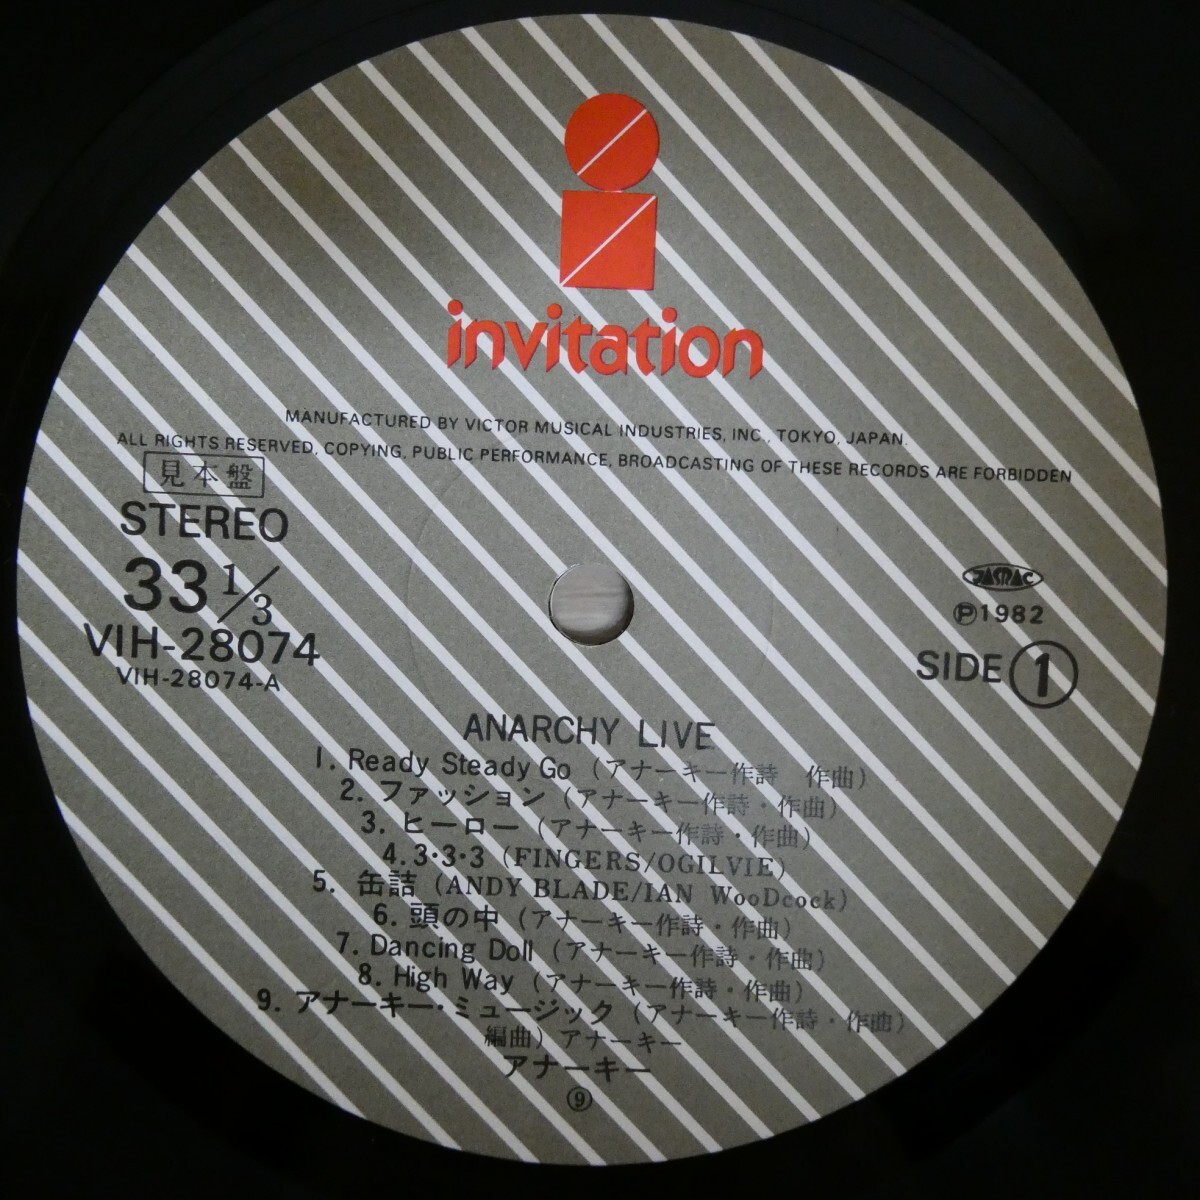 invitation
MANUFACTURED BY VICTOR MUSICAL INDUSTRIES, INC., TOKYO, JAPAN.
ALL RIGHTS RESERVED, COPYING, PUBLIC PERFORMANCE, BROADCASTING OF THESE RECORDS ARE FORBIDDEN
見本盤
STEREO
33 1/3
VIH-28074
VIH-28074-A
JASRAC
Ⓟ1982
SIDE 1
ANARCHY LIVE
1. Ready Steady Go (アナーキー作詩 作曲)
2. ファッション (アナーキー作詩・作曲)
3. ヒーロー (アナーキー作詩・作曲)
4. 3・3・3 (FINGERS/OGILVIE)
5. 缶詰 (ANDY BLADE/IAN WooDcock)
6. 頭の中 (アナーキー作詩・作曲)
7. Dancing Doll (アナーキー作詩・作曲)
8. High Way (アナーキー作詩・作曲)
9. アナーキー・ミュージック (アナーキー作詩・作曲)
編曲) アナーキー
アナーキー
⑨